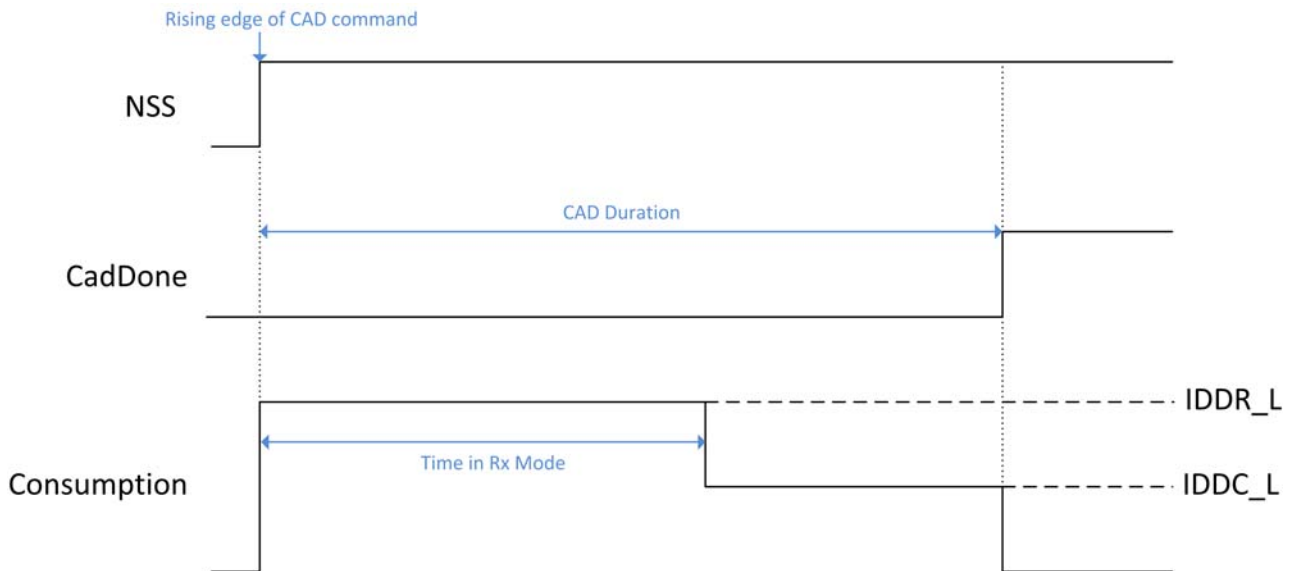 Rising edge of CAD command
NSS
CAD Duration
CadDone
IDDR_L
Time in Rx Mode
Consumption
IDDC_L